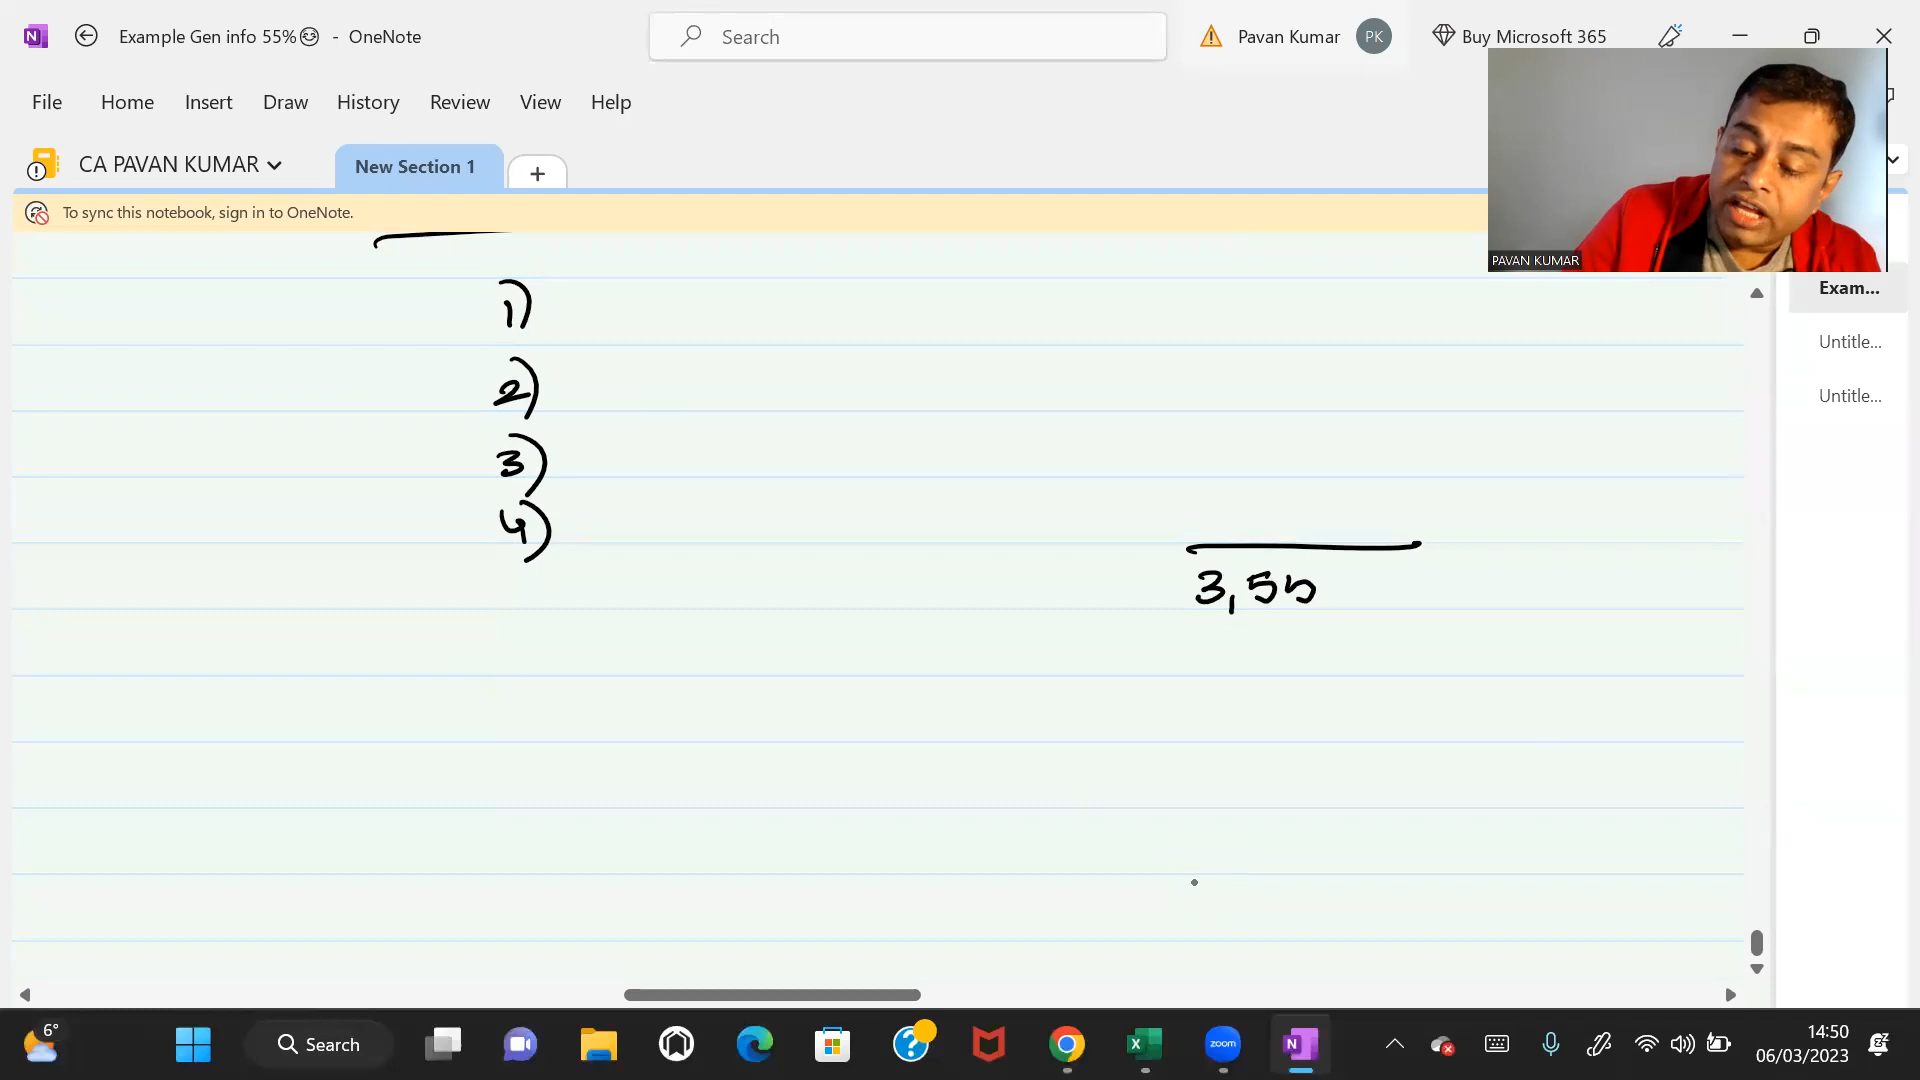 Example Gen info 55%😊 - OneNote
Search
Pavan Kumar
PK
Buy Microsoft 365
File Home Insert Draw History Review View Help
CA PAVAN KUMAR
New Section 1
+
To sync this notebook, sign in to OneNote.
PAVAN KUMAR
Exam...
Untitle...
Untitle...
1)
2)
3)
4)
3,55
6°
Search
zoom
14:50
06/03/2023